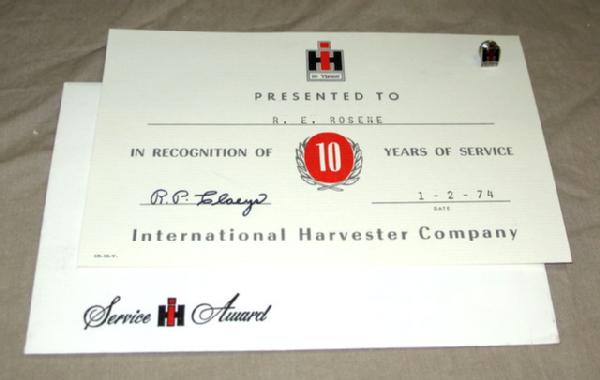 IH
PRESENTED TO
R. E. ROSENE
IN RECOGNITION OF 10 YEARS OF SERVICE
R.P. Claeys 1-2-74
DATE
International Harvester Company
Service IH Award